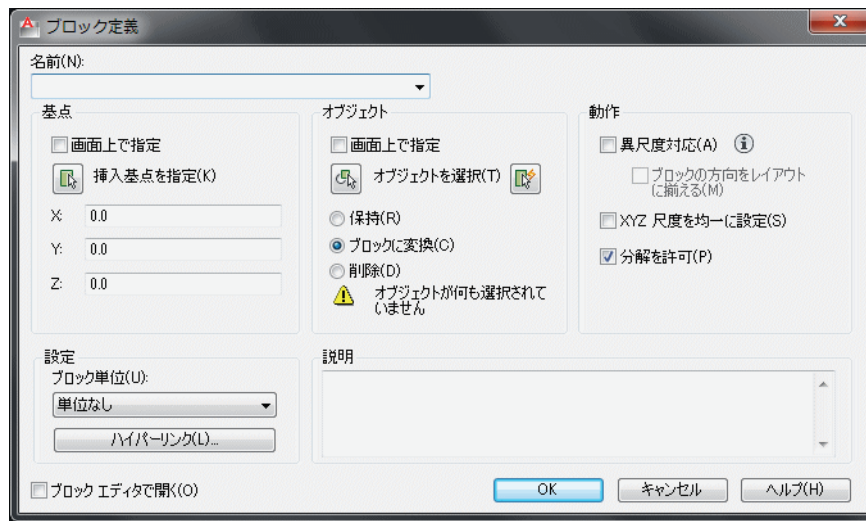 ブロック定義
名前(N):
基点
画面上で指定
挿入基点を指定(K)
X: 0.0
Y: 0.0
Z: 0.0
オブジェクト
画面上で指定
オブジェクトを選択(T)
保持(R)
ブロックに変換(C)
削除(D)
オブジェクトが何も選択されて
いません
動作
異尺度対応(A)
ブロックの方向をレイアウト
に揃える(M)
XYZ 尺度を均一に設定(S)
分解を許可(P)
設定
ブロック単位(U):
単位なし
ハイパーリンク(L)...
説明
ブロック エディタで開く(O)
OK
キャンセル
ヘルプ(H)